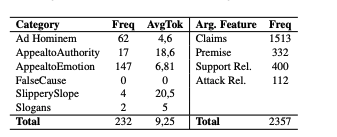 Category Freq AvgTok Arg. Feature Freq
Ad Hominem 62 4,6 Claims 1513
AppealtoAuthority 17 18,6 Premise 332
AppealtoEmotion 147 6,81 Support Rel. 400
FalseCause 0 0 Attack Rel. 112
SlipperySlope 4 20,5
Slogans 2 5
Total 232 9,25 Total 2357